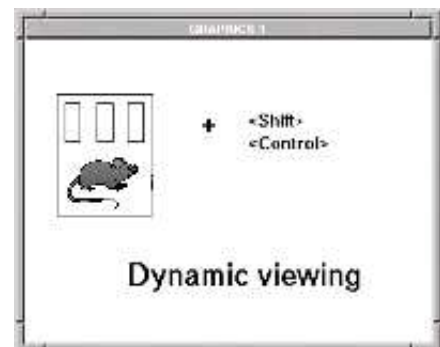 GRAPHICS 1
+ <Shift>
<Control>
Dynamic viewing